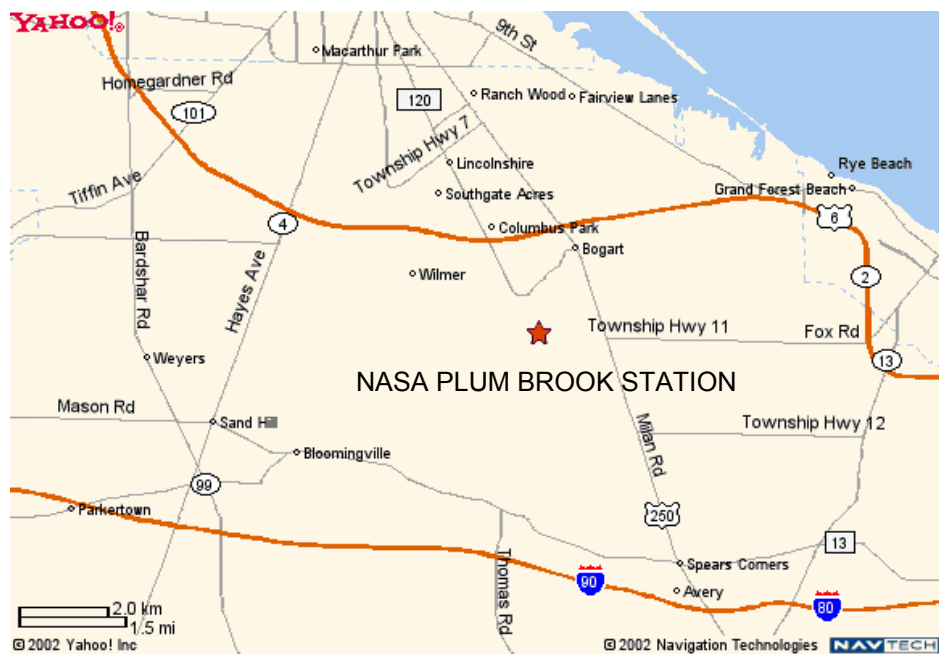 YAHOO!®
9th St
Macarthur Park
Homegardner Rd
120
Ranch Wood
Fairview Lanes
101
Township Hwy 7
Lincolnshire
Rye Beach
Tiffin Ave
Southgate Acres
Grand Forest Beach
4
Columbus Park
6
Bogart
Bardshar Rd
Hayes Ave
Wilmer
2
Township Hwy 11
Fox Rd
Weyers
13
NASA PLUM BROOK STATION
Mason Rd
Sand Hill
Milan Rd
Township Hwy 12
Bloomingville
99
Parkertown
250
13
Thomas Rd
Spears Corners
90
Avery
80
2.0 km
1.5 mi
© 2002 Yahoo! Inc
© 2002 Navigation Technologies
NAVTECH